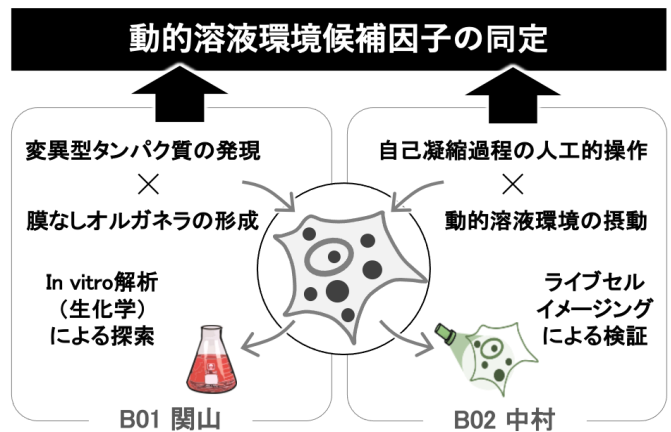 動的溶液環境候補因子の同定
変異型タンパク質の発現
×
膜なしオルガネラの形成
In vitro解析
（生化学）
による探索
B01 関山
自己凝縮過程の人工的操作
×
動的溶液環境の摂動
ライブセル
イメージング
による検証
B02 中村